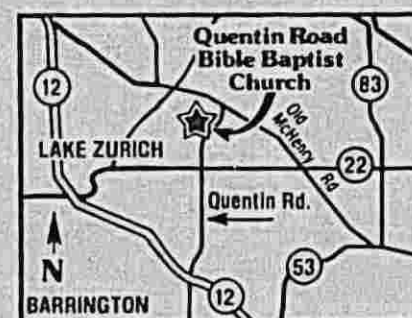 Quentin Road
Bible Baptist
Church
12
83
Old
McHenry
Rd
LAKE ZURICH
22
Quentin Rd.
N
53
12
BARRINGTON